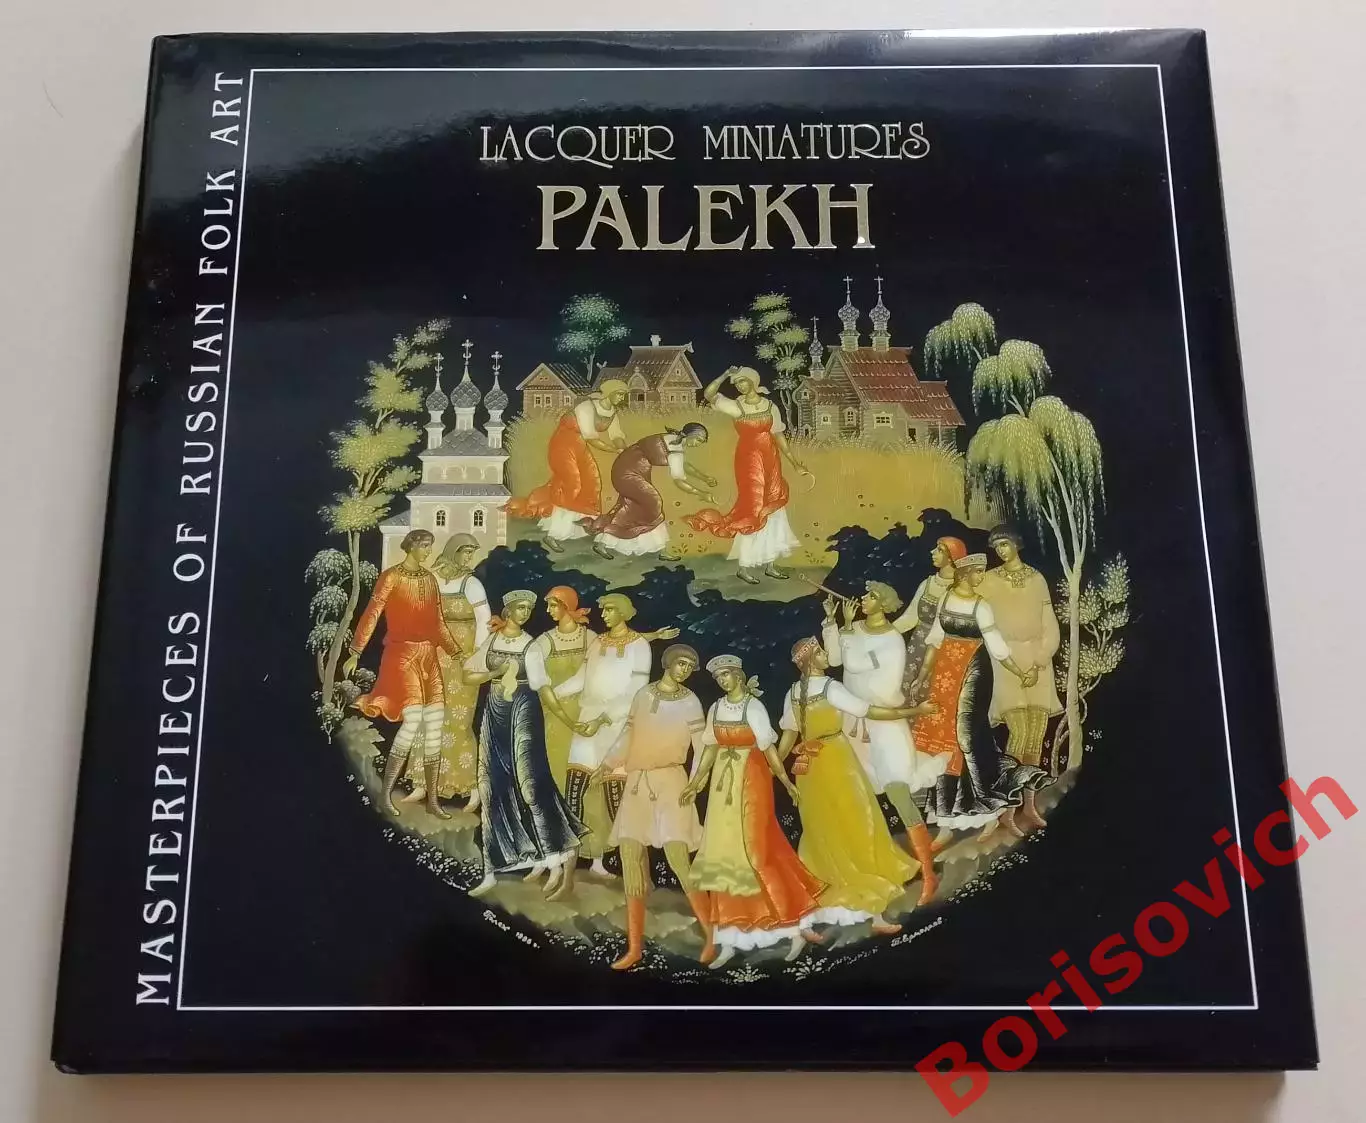 MASTERPIECES OF RUSSIAN FOLK ART
LACQUER MINIATURES
PALEKH
Borisovich